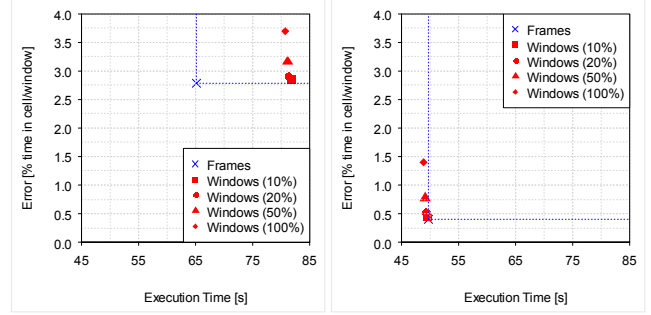 4.0
3.5
3.0
2.5
2.0
1.5
1.0
0.5
0.0
Error [% time in cell/window]
Frames
Windows (10%)
Windows (20%)
Windows (50%)
Windows (100%)
45 55 65 75 85
Execution Time [s]
4.0
3.5
3.0
2.5
2.0
1.5
1.0
0.5
0.0
Error [% time in cell/window]
Frames
Windows (10%)
Windows (20%)
Windows (50%)
Windows (100%)
45 55 65 75 85
Execution Time [s]